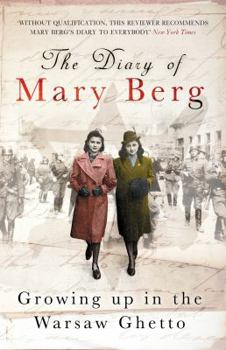 'WITHOUT QUALIFICATION, THIS REVIEWER RECOMMENDS
MARY BERG'S DIARY TO EVERYBODY' New York Times
The Diary of
Mary Berg
Growing up in the
Warsaw Ghetto